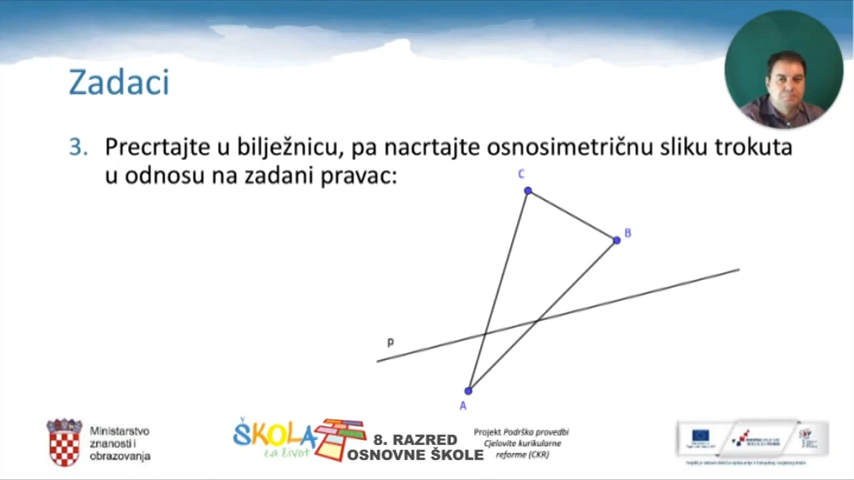 Zadaci
3. Precrtajte u bilježnicu, pa nacrtajte osnosimetričnu sliku trokuta
u odnosu na zadani pravac:
C
B
p
A
Ministarstvo
znanosti i
obrazovanja
ŠKOLA
za život
8. RAZRED
OSNOVNE ŠKOLE
Projekt Podrška provedbi
Cjelovite kurikularne
reforme (CKR)